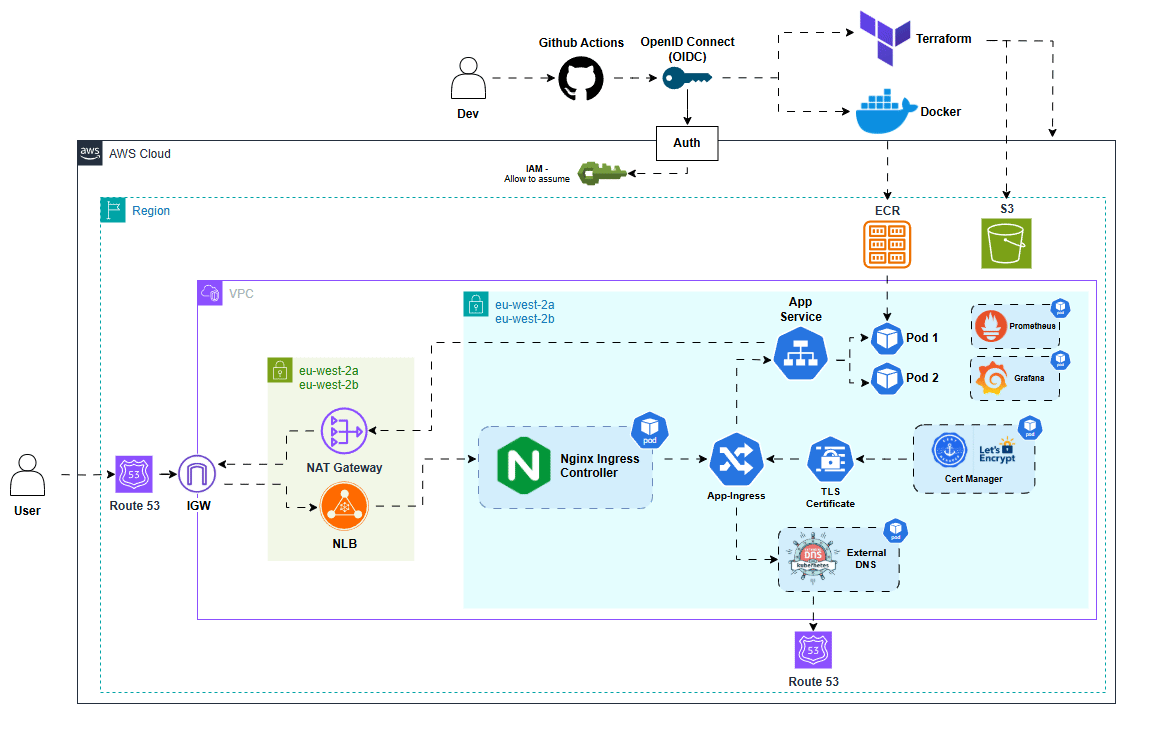 Github Actions
OpenID Connect
(OIDC)
Terraform
Dev
Docker
Auth
aws
AWS Cloud
IAM -
Allow to assume
Region
ECR
S3
VPC
eu-west-2a
eu-west-2b
App
Service
Prometheus
Pod 1
Grafana
Pod 2
eu-west-2a
eu-west-2b
NAT Gateway
pod
N
Nginx Ingress
Controller
pod
Let's
Encrypt
Cert Manager
User
53
Route 53
IGW
NLB
App-Ingress
TLS
Certificate
pod
DNS
kubernetes
External
DNS
53
Route 53